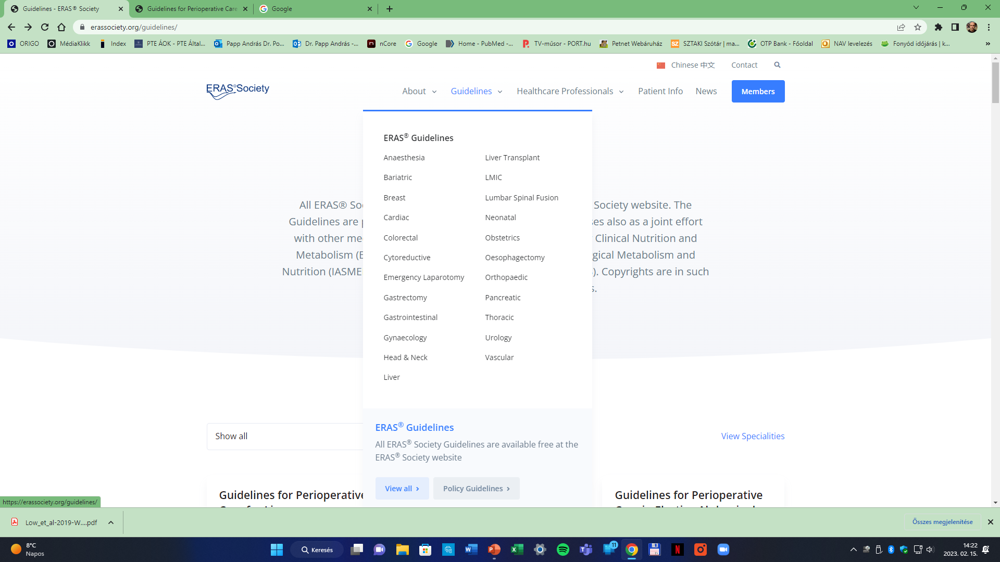 Guidelines - ERAS® Society
Guidelines for Perioperative Care
Google
erassociety.org/guidelines/
ORIGO
MédiaKlikk
Index
PTE ÁOK - PTE Által...
Papp András Dr. Po...
Dr. Papp András -...
nCore
Google
Home - PubMed -...
TV-műsor - PORT.hu
Petnet Webáruház
SZTAKI Szótár | ma...
OTP Bank - Főoldal
NAV levelezés
Fonyód időjárás | k...
Chinese 中文
Contact
ERAS®Society
About
Guidelines
Healthcare Professionals
Patient Info
News
Members
ERAS® Guidelines
Anaesthesia
Liver Transplant
Bariatric
LMIC
Breast
Lumbar Spinal Fusion
Cardiac
Neonatal
Colorectal
Obstetrics
Cytoreductive
Oesophagectomy
Emergency Laparotomy
Orthopaedic
Gastrectomy
Pancreatic
Gastrointestinal
Thoracic
Gynaecology
Urology
Head & Neck
Vascular
Liver
All ERAS® So
Society website. The
Guidelines are
es also as a joint effort
with other me
Clinical Nutrition and
Metabolism (E
gical Metabolism and
Nutrition (IASME
). Copyrights are in such
s.
Show all
View Specialities
ERAS® Guidelines
All ERAS® Society Guidelines are available free at the
ERAS® Society website
View all
Policy Guidelines
Guidelines for Perioperative
Guidelines for Perioperative
https://erassociety.org/guidelines/
Low_et_al-2019-W....pdf
Összes megjelenítése
8°C
Napos
Keresés
11
14:22
2023. 02. 15.